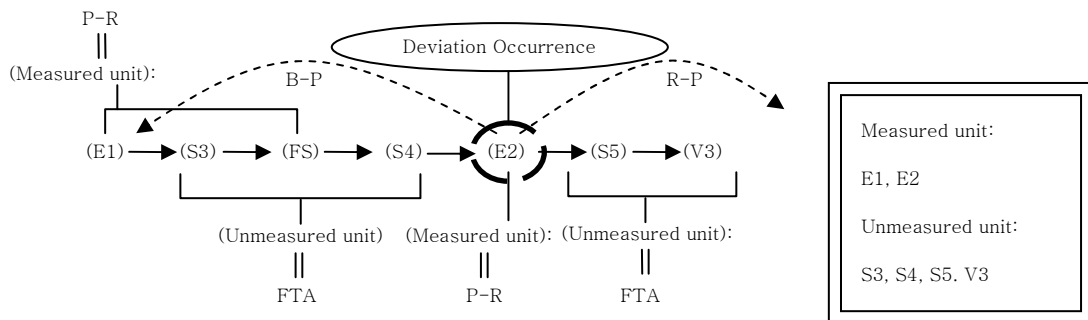 P-R
Deviation Occurrence
(Measured unit):
B-P
R-P
(E1) (S3) (FS) (S4) (E2) (S5) (V3)
(Unmeasured unit) (Measured unit): (Unmeasured unit):
FTA P-R FTA
Measured unit:
E1, E2
Unmeasured unit:
S3, S4, S5. V3